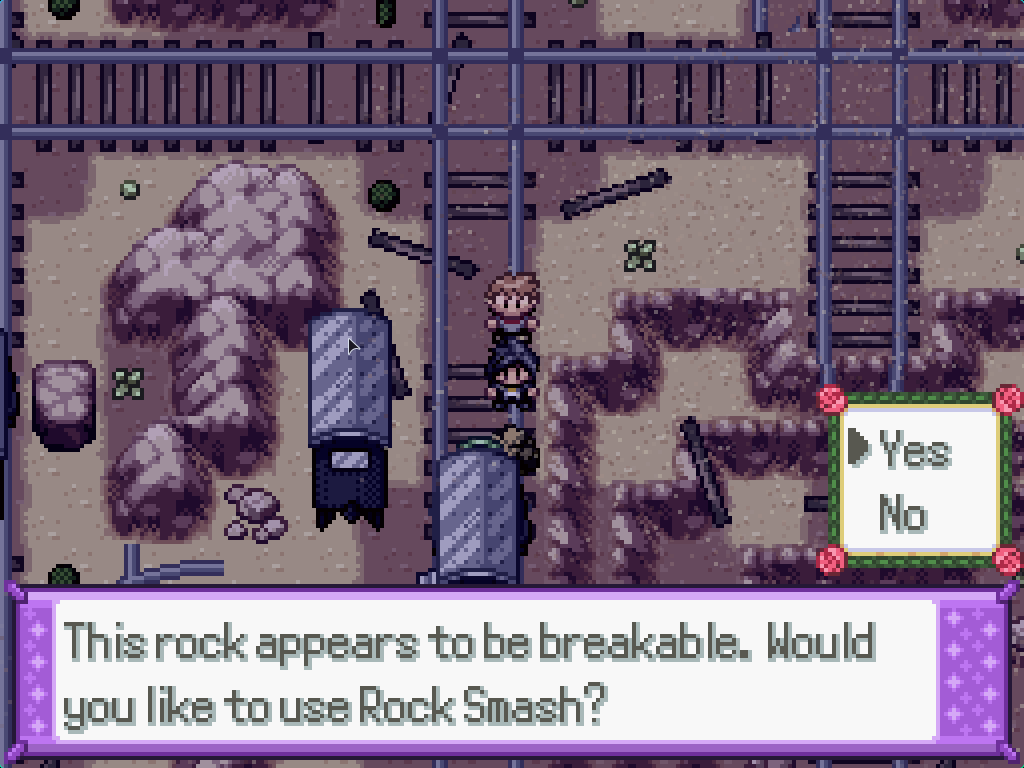 Yes
No
This rock appears to be breakable. Would
you like to use Rock Smash?